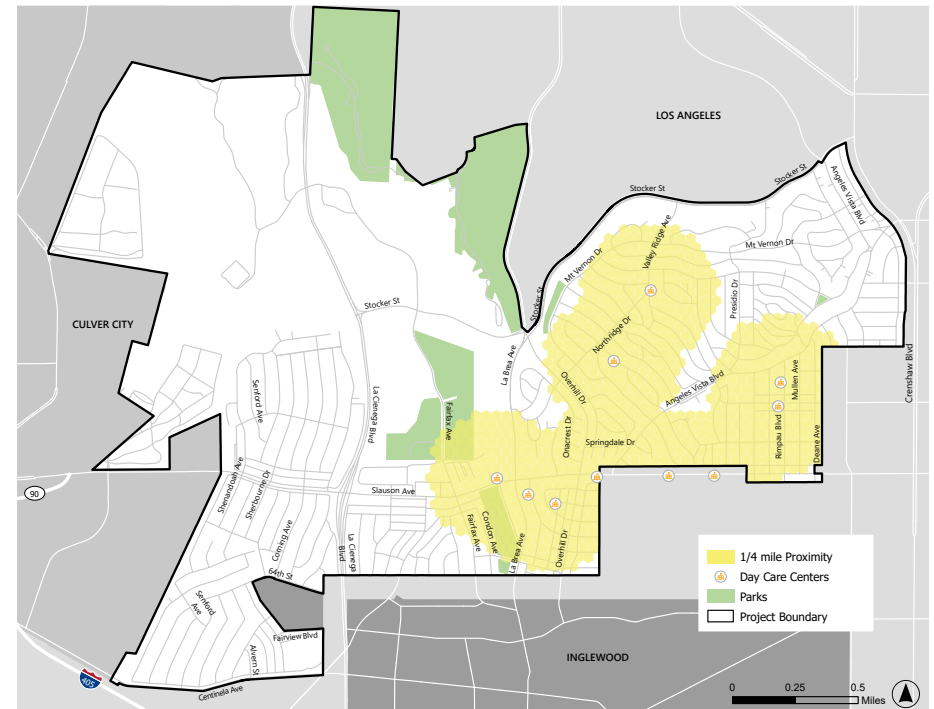 LOS ANGELES
Stocker St
Stocker St
Angeles Vista Blvd
Valley Ridge Ave
Mt Vernon Dr
Mt Vernon Dr
Stocker St
Presidio Dr
Stocker St
CULVER CITY
Northridge Dr
La Brea Ave
Crenshaw Blvd
Overhill Dr
Angeles Vista Blvd
Mullen Ave
Senford Ave
La Cienega Blvd
Fairfax Ave
Onacrest Dr
Springdale Dr
Rimpau Blvd
Deane Ave
Shenandoah Ave
Sherbourne Dr
Slauson Ave
90
Corning Ave
Fairfax Ave
Condon Ave
La Brea Ave
Overhill Dr
La Cienega
Blvd
64th St
Senford
Ave
Fairview Blvd
Alvern St
Centinela Ave
405
INGLEWOOD
1/4 mile Proximity
Day Care Centers
Parks
Project Boundary
0 0.25 0.5
Miles